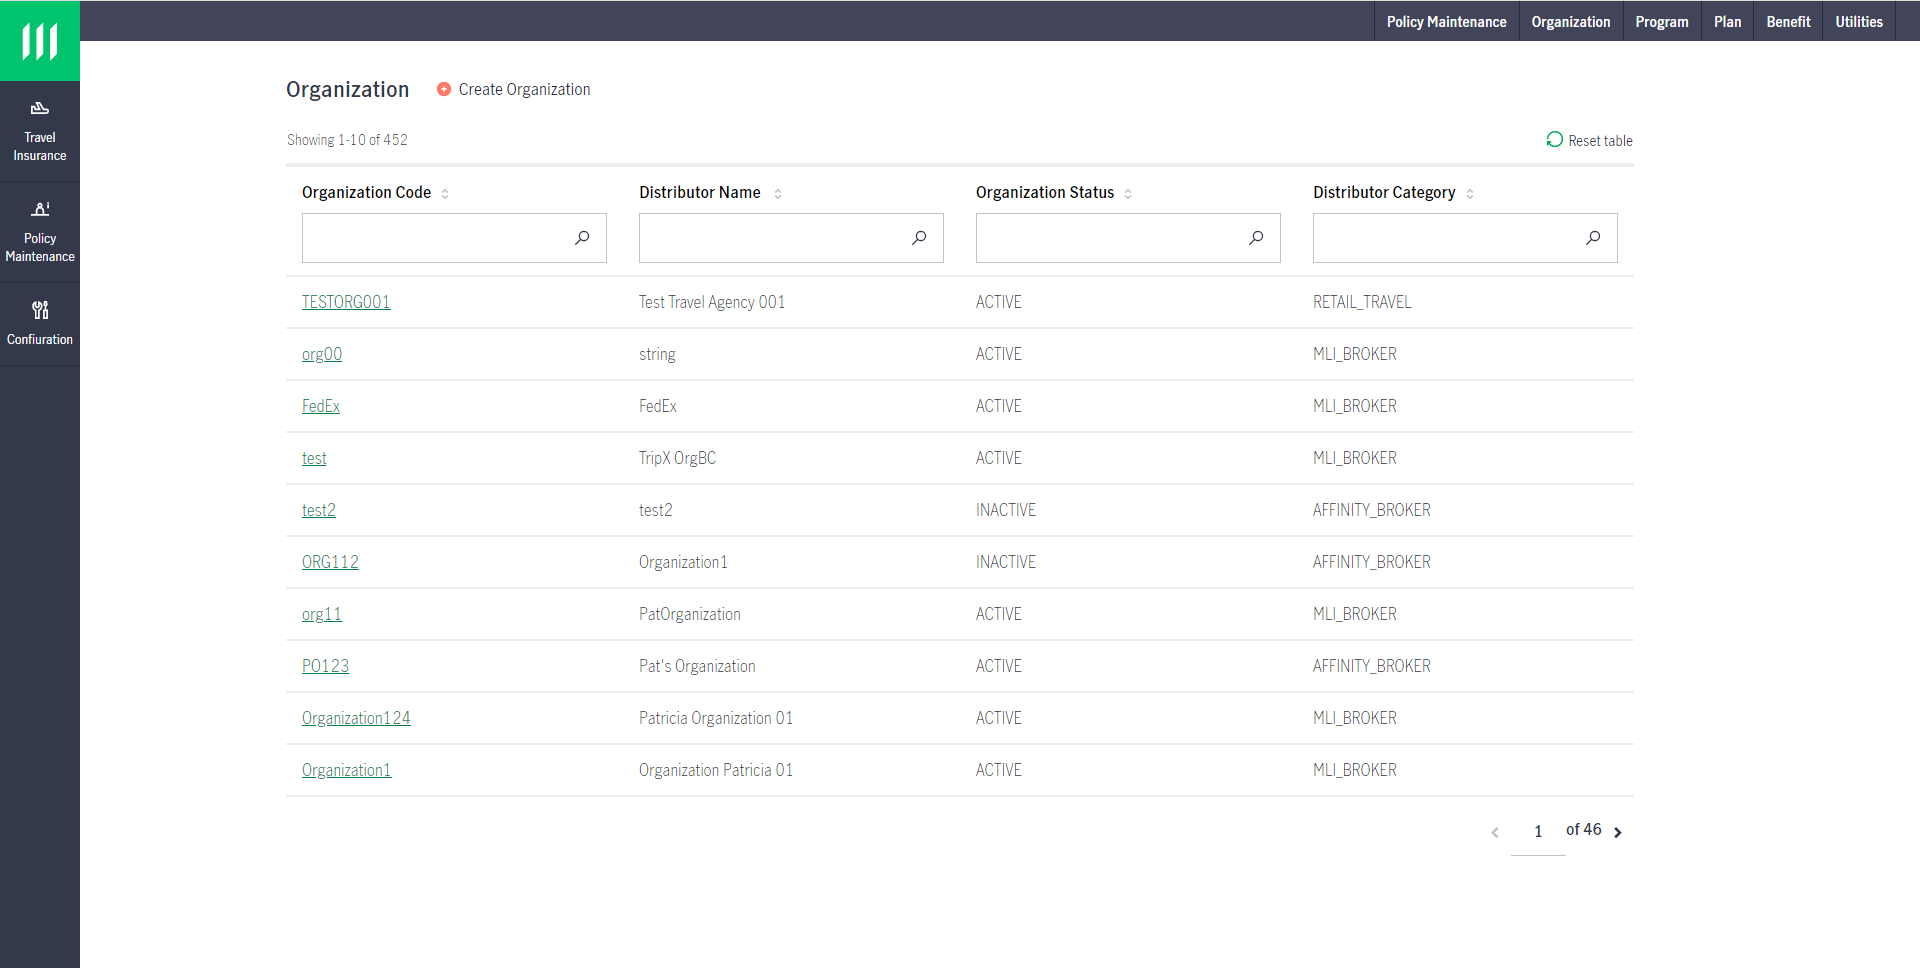 Policy Maintenance Organization Program Plan Benefit Utilities
Travel
Insurance
Policy
Maintenance
Confiuration
Organization Create Organization
Showing 1-10 of 452 Reset table
Organization Code Distributor Name Organization Status Distributor Category
TESTORG001 Test Travel Agency 001 ACTIVE RETAIL_TRAVEL
org00 string ACTIVE MLI_BROKER
FedEx FedEx ACTIVE MLI_BROKER
test TripX OrgBC ACTIVE MLI_BROKER
test2 test2 INACTIVE AFFINITY_BROKER
ORG112 Organization1 INACTIVE AFFINITY_BROKER
org11 PatOrganization ACTIVE MLI_BROKER
PO123 Pat's Organization ACTIVE AFFINITY_BROKER
Organization124 Patricia Organization 01 ACTIVE MLI_BROKER
Organization1 Organization Patricia 01 ACTIVE MLI_BROKER
1 of 46